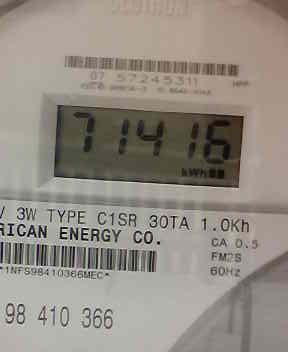 07 57245311
71416
kWh
V 3W TYPE C1SR 30TA 1.0Kh
RICAN ENERGY CO.
CA 0.5
FM2S
60Hz
*1NFS98410366MEC*
98 410 366